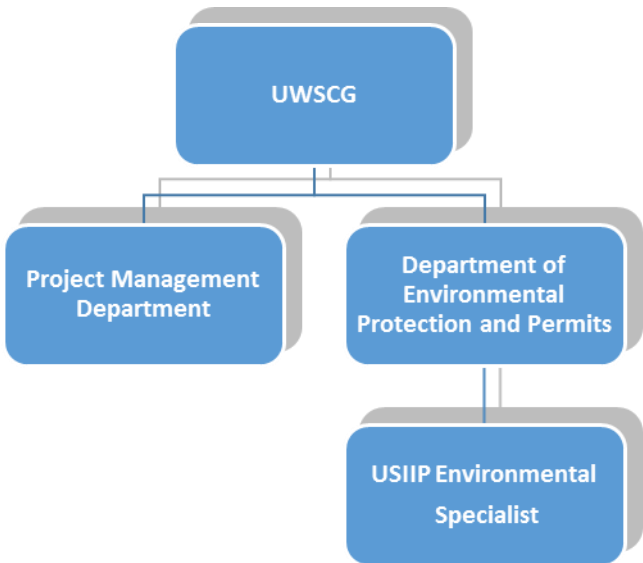 UWSCG
Project Management
Department
Department of
Environmental
Protection and Permits
USIIP Environmental
Specialist